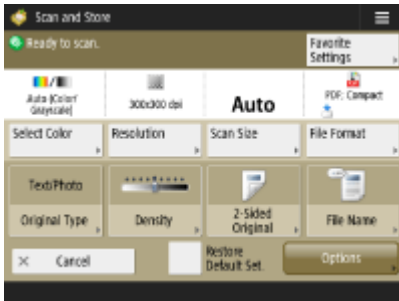 Scan and Store
Ready to scan.
Favorite
Settings
Auto (Color/
Grayscale)
300x300 dpi
Auto
PDF: Compact
Select Color
Resolution
Scan Size
File Format
Text/Photo
Original Type
Density
2-Sided
Original
File Name
× Cancel
Restore
Default Set.
Options